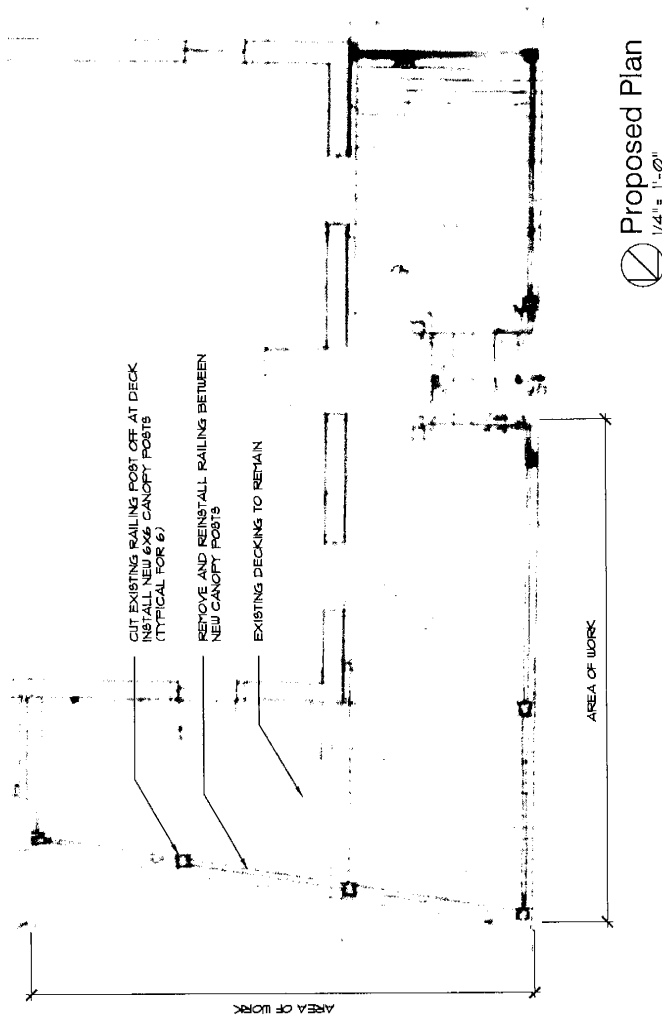 CUT EXISTING RAILING POST OFF AT DECK
INSTALL NEW 6X6 CANOPY POSTS
(TYPICAL FOR 6)
REMOVE AND REINSTALL RAILING BETWEEN
NEW CANOPY POSTS
EXISTING DECKING TO REMAIN
AREA OF WORK
AREA OF WORK
Proposed Plan
1/4" = 1'-0"